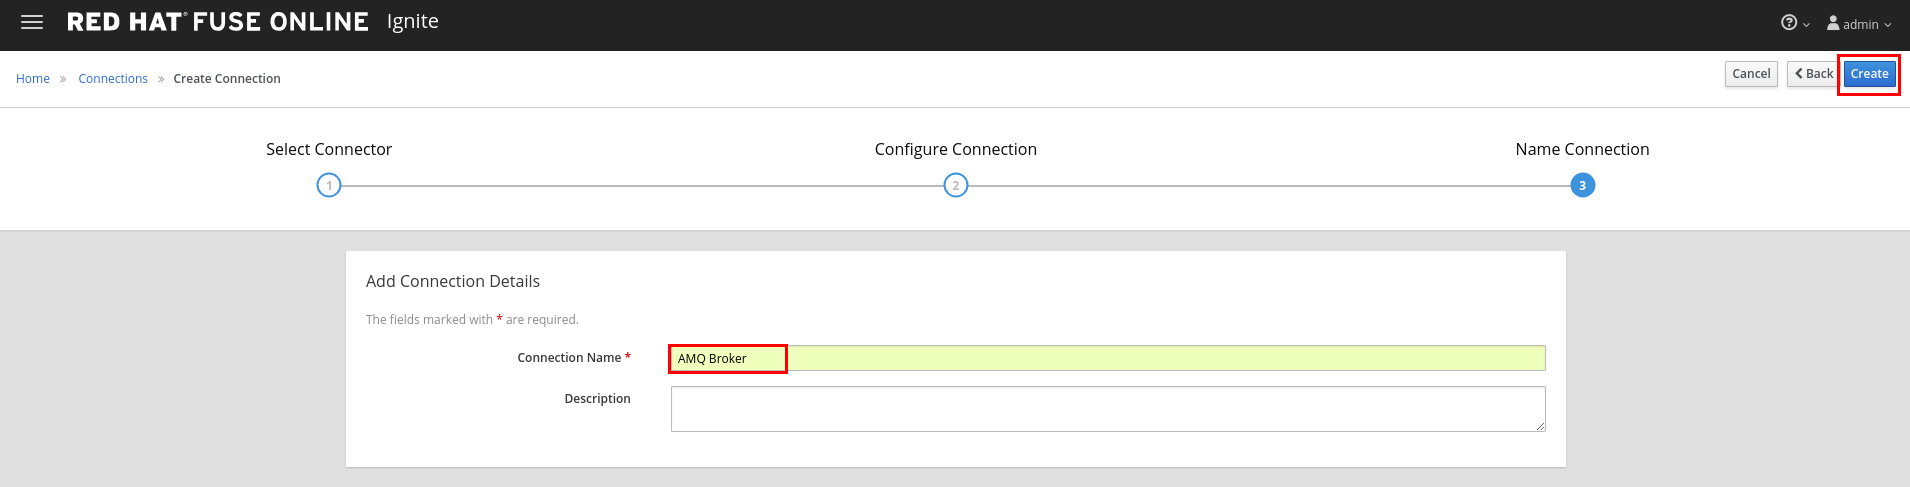 RED HAT® FUSE ONLINE Ignite
admin
Home » Connections » Create Connection
Cancel Back Create
Select Connector Configure Connection Name Connection
1 2 3
Add Connection Details
The fields marked with * are required.
Connection Name * AMQ Broker
Description